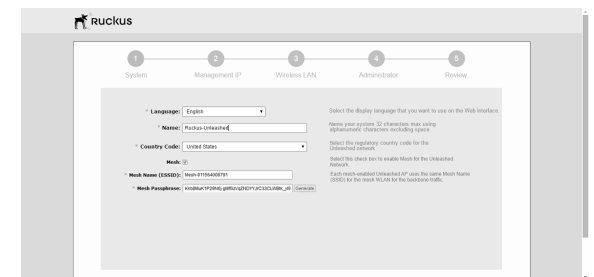 Ruckus
1 2 3 4 5
System Management IP Wireless LAN Administrator Review
* Language: English Select the display language that you want to use on the Web Interface.
* Name: Ruckus-Unleashed Name your system 32 characters max using
alphanumeric characters excluding space
* Country Code: United States Select the regulatory country code for the
Unleashed network
Mesh: Select this check box to enable Mesh for the Unleashed
Network
* Mesh Name (ESSID): Mesh-911564000791 Each mesh-enabled Unleashed AP uses the same Mesh Name
(SSID) for the mesh WLAN for the backbone traffic.
* Mesh Passphrase: Generate